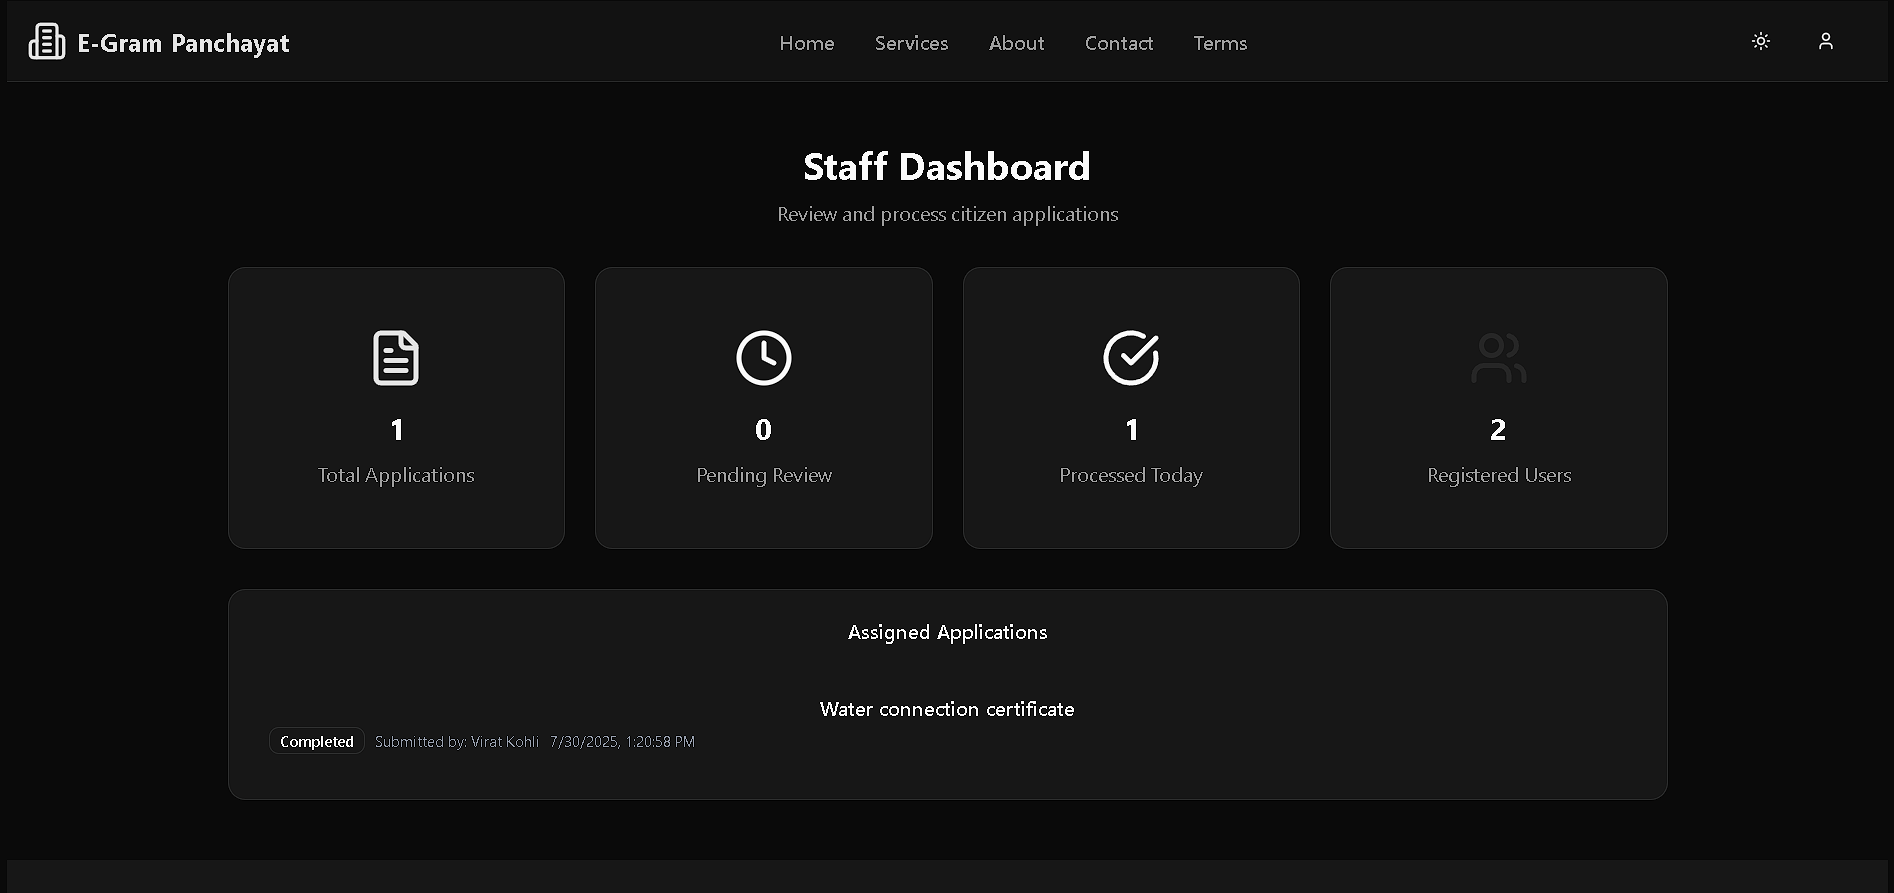 E-Gram Panchayat
Home Services About Contact Terms
Staff Dashboard
Review and process citizen applications
1
Total Applications
0
Pending Review
1
Processed Today
2
Registered Users
Assigned Applications
Water connection certificate
Completed Submitted by: Virat Kohli 7/30/2025, 1:20:58 PM